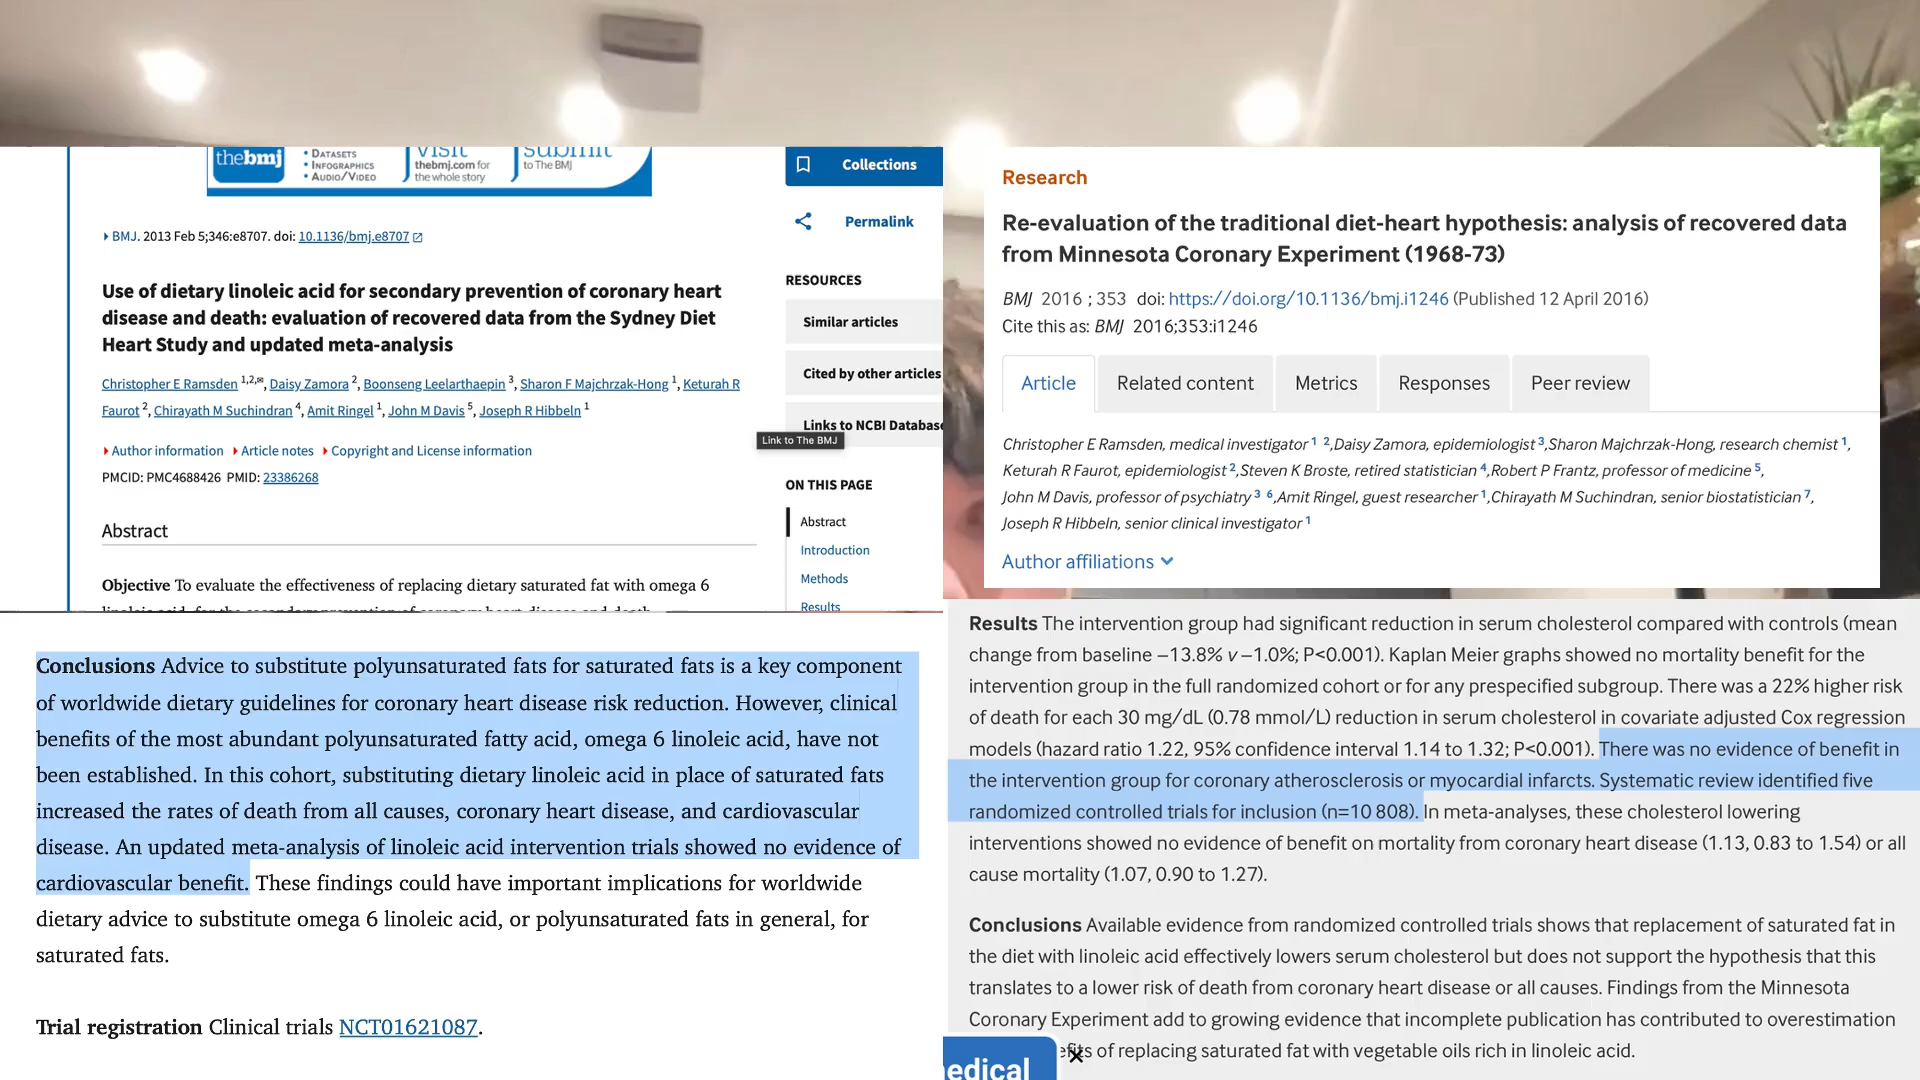 thebmj
• DATASETS
• INFOGRAPHICS
• AUDIO/VIDEO
visit
thebmj.com for
the whole story
submit
to The BMJ
Collections
Permalink
BMJ. 2013 Feb 5;346:e8707. doi: 10.1136/bmj.e8707
Use of dietary linoleic acid for secondary prevention of coronary heart
disease and death: evaluation of recovered data from the Sydney Diet
Heart Study and updated meta-analysis
Christopher E Ramsden 1,2,✉, Daisy Zamora 2, Boonseng Leelarthaepin 3, Sharon F Majchrzak-Hong 1, Keturah R
Faurot 2, Chirayath M Suchindran 4, Amit Ringel 1, John M Davis 5, Joseph R Hibbeln 1
Author information Article notes Copyright and License information
PMCID: PMC4688426 PMID: 23386268
Abstract
Objective To evaluate the effectiveness of replacing dietary saturated fat with omega 6
linoleic acid, for the secondary prevention of coronary heart disease and death.
RESOURCES
Similar articles
Cited by other articles
Links to NCBI Database
Link to The BMJ
ON THIS PAGE
Abstract
Introduction
Methods
Results
Conclusions Advice to substitute polyunsaturated fats for saturated fats is a key component
of worldwide dietary guidelines for coronary heart disease risk reduction. However, clinical
benefits of the most abundant polyunsaturated fatty acid, omega 6 linoleic acid, have not
been established. In this cohort, substituting dietary linoleic acid in place of saturated fats
increased the rates of death from all causes, coronary heart disease, and cardiovascular
disease. An updated meta-analysis of linoleic acid intervention trials showed no evidence of
cardiovascular benefit. These findings could have important implications for worldwide
dietary advice to substitute omega 6 linoleic acid, or polyunsaturated fats in general, for
saturated fats.
Trial registration Clinical trials NCT01621087.
Research
Re-evaluation of the traditional diet-heart hypothesis: analysis of recovered data
from Minnesota Coronary Experiment (1968-73)
BMJ 2016 ; 353 doi: https://doi.org/10.1136/bmj.i1246 (Published 12 April 2016)
Cite this as: BMJ 2016;353:i1246
Article Related content Metrics Responses Peer review
Christopher E Ramsden, medical investigator 1 2,Daisy Zamora, epidemiologist 3,Sharon Majchrzak-Hong, research chemist 1,
Keturah R Faurot, epidemiologist 2,Steven K Broste, retired statistician 4,Robert P Frantz, professor of medicine 5,
John M Davis, professor of psychiatry 3 6,Amit Ringel, guest researcher 1,Chirayath M Suchindran, senior biostatistician 7,
Joseph R Hibbeln, senior clinical investigator 1
Author affiliations
Results The intervention group had significant reduction in serum cholesterol compared with controls (mean
change from baseline −13.8% v −1.0%; P<0.001). Kaplan Meier graphs showed no mortality benefit for the
intervention group in the full randomized cohort or for any prespecified subgroup. There was a 22% higher risk
of death for each 30 mg/dL (0.78 mmol/L) reduction in serum cholesterol in covariate adjusted Cox regression
models (hazard ratio 1.22, 95% confidence interval 1.14 to 1.32; P<0.001). There was no evidence of benefit in
the intervention group for coronary atherosclerosis or myocardial infarcts. Systematic review identified five
randomized controlled trials for inclusion (n=10 808). In meta-analyses, these cholesterol lowering
interventions showed no evidence of benefit on mortality from coronary heart disease (1.13, 0.83 to 1.54) or all
cause mortality (1.07, 0.90 to 1.27).
Conclusions Available evidence from randomized controlled trials shows that replacement of saturated fat in
the diet with linoleic acid effectively lowers serum cholesterol but does not support the hypothesis that this
translates to a lower risk of death from coronary heart disease or all causes. Findings from the Minnesota
Coronary Experiment add to growing evidence that incomplete publication has contributed to overestimation
efits of replacing saturated fat with vegetable oils rich in linoleic acid.
edical